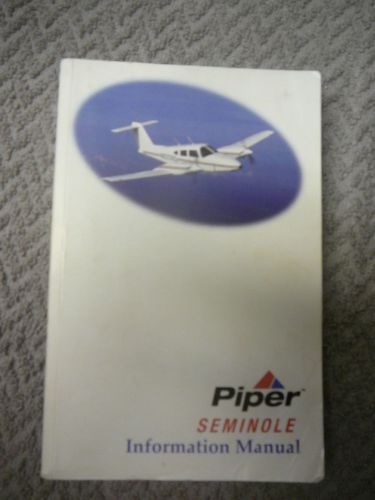 Piper
SEMINOLE
Information Manual